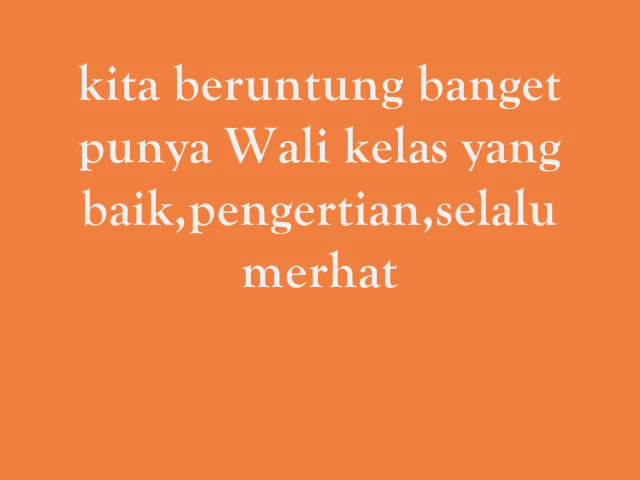 kita beruntung banget
punya Wali kelas yang
baik,pengertian,selalu
merhat